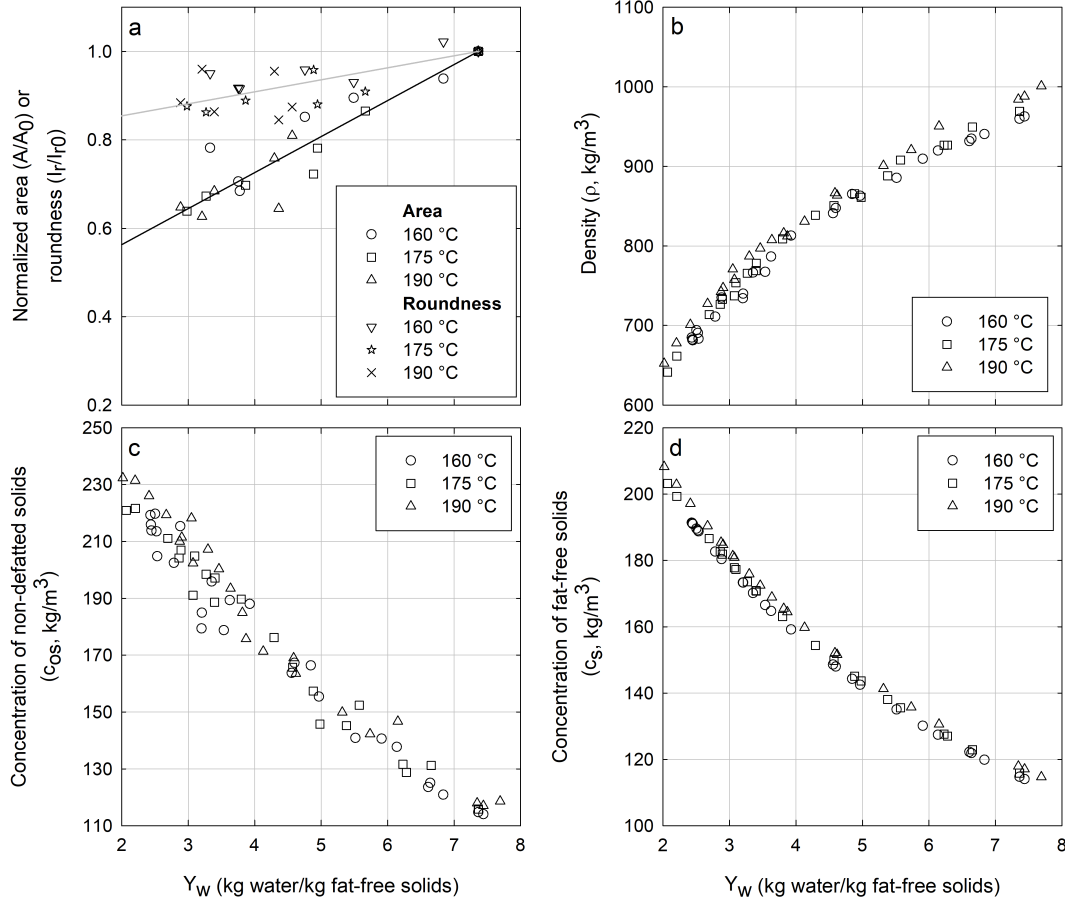 a
1.0
0.8
0.6
0.4
0.2
Normalized area (A/A0) or
roundness (Ir/Ir0)
Area
160 °C
175 °C
190 °C
Roundness
160 °C
175 °C
190 °C
b
1100
1000
900
800
700
600
Density (ρ, kg/m3)
160 °C
175 °C
190 °C
c
250
230
210
190
170
150
130
110
Concentration of non-defatted solids
(cos, kg/m3)
160 °C
175 °C
190 °C
2 3 4 5 6 7 8
YW (kg water/kg fat-free solids)
d
220
200
180
160
140
120
100
Concentration of fat-free solids
(cs, kg/m3)
160 °C
175 °C
190 °C
2 3 4 5 6 7 8
YW (kg water/kg fat-free solids)